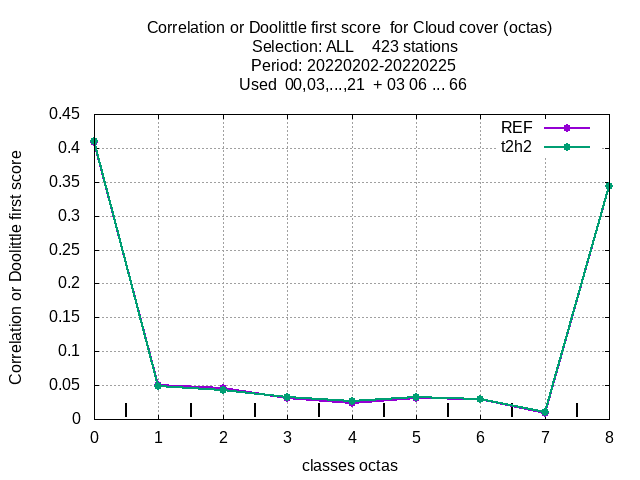 Correlation or Doolittle first score  for Cloud cover (octas)
Selection: ALL    423 stations
Period: 20220202-20220225
Used  00,03,...,21  + 03 06 ... 66
REF
t2h2
0.45
0.4
0.35
0.3
0.25
0.2
0.15
0.1
0.05
0
Correlation or Doolittle first score
0 1 2 3 4 5 6 7 8
classes octas